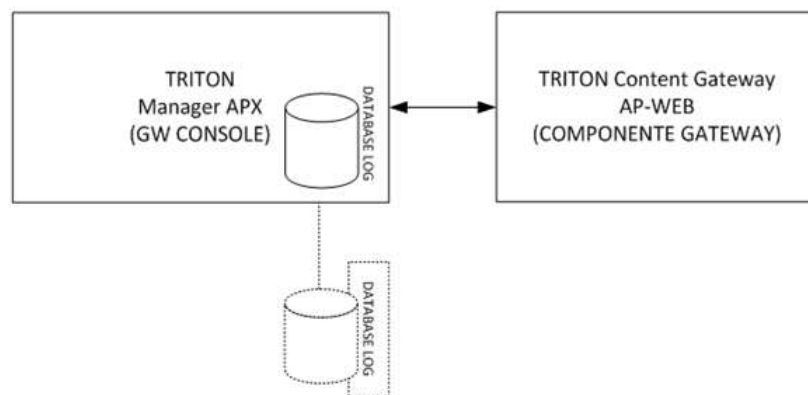 TRITON
Manager APX
(GW CONSOLE)
DATABASE LOG
TRITON Content Gateway
AP-WEB
(COMPONENTE GATEWAY)
DATABASE LOG